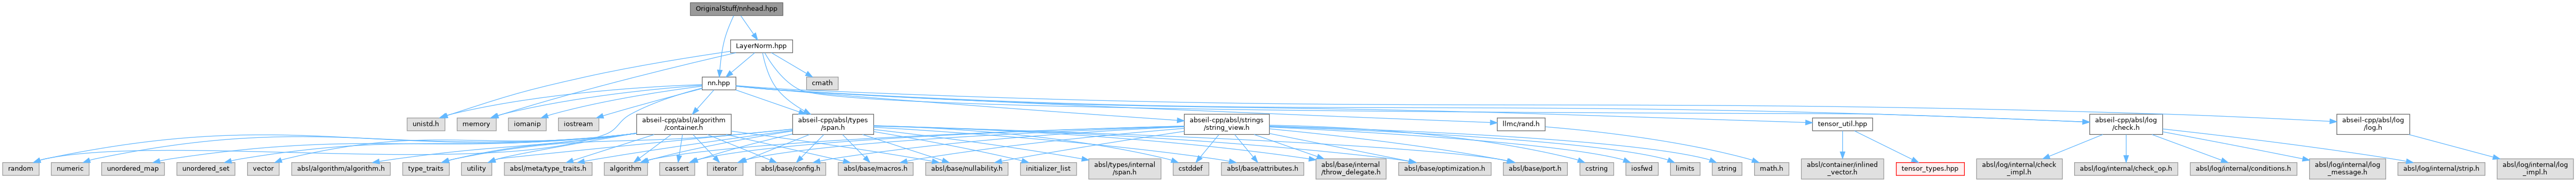 OriginalStuff/nnhead.hpp
LayerNorm.hpp
nn.hpp
cmath
unistd.h
memory
iomanip
iostream
abseil-cpp/absl/algorithm
/container.h
abseil-cpp/absl/types
/span.h
abseil-cpp/absl/strings
/string_view.h
llmc/rand.h
tensor_util.hpp
abseil-cpp/absl/log
/check.h
abseil-cpp/absl/log
/log.h
random
numeric
unordered_map
unordered_set
vector
absl/algorithm/algorithm.h
type_traits
utility
absl/meta/type_traits.h
algorithm
cassert
iterator
absl/base/config.h
absl/base/macros.h
absl/base/nullability.h
initializer_list
absl/types/internal
/span.h
cstddef
absl/base/attributes.h
absl/base/internal
/throw_delegate.h
absl/base/optimization.h
absl/base/port.h
cstring
iosfwd
limits
string
math.h
absl/container/inlined
_vector.h
tensor_types.hpp
absl/log/internal/check
_impl.h
absl/log/internal/check_op.h
absl/log/internal/conditions.h
absl/log/internal/log
_message.h
absl/log/internal/strip.h
absl/log/internal/log
_impl.h